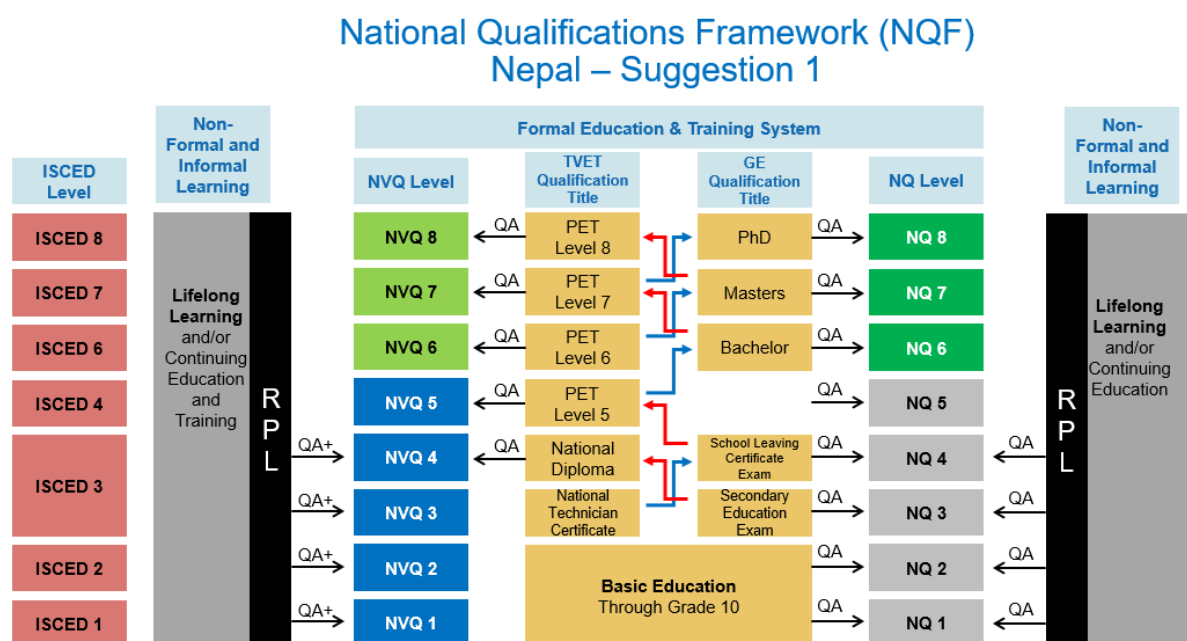 National Qualifications Framework (NQF)
Nepal – Suggestion 1
Non-
Formal and
Informal
Learning
Formal Education & Training System
Non-
Formal and
Informal
Learning
ISCED
Level
NVQ Level
TVET
Qualification
Title
GE
Qualification
Title
NQ Level
ISCED 8
NVQ 8
QA
PET
Level 8
PhD
QA
NQ 8
ISCED 7
NVQ 7
QA
PET
Level 7
Masters
QA
NQ 7
ISCED 6
NVQ 6
QA
PET
Level 6
Bachelor
QA
NQ 6
ISCED 4
NVQ 5
QA
PET
Level 5
QA
NQ 5
ISCED 3
QA+
NVQ 4
QA
National
Diploma
School Leaving
Certificate
Exam
QA
NQ 4
QA
QA+
NVQ 3
National
Technician
Certificate
Secondary
Education
Exam
QA
NQ 3
QA
ISCED 2
QA+
NVQ 2
Basic Education
Through Grade 10
QA
NQ 2
QA
ISCED 1
QA+
NVQ 1
QA
NQ 1
QA
Lifelong
Learning
and/or
Continuing
Education
and
Training
RPL
RPL
Lifelong
Learning
and/or
Continuing
Education